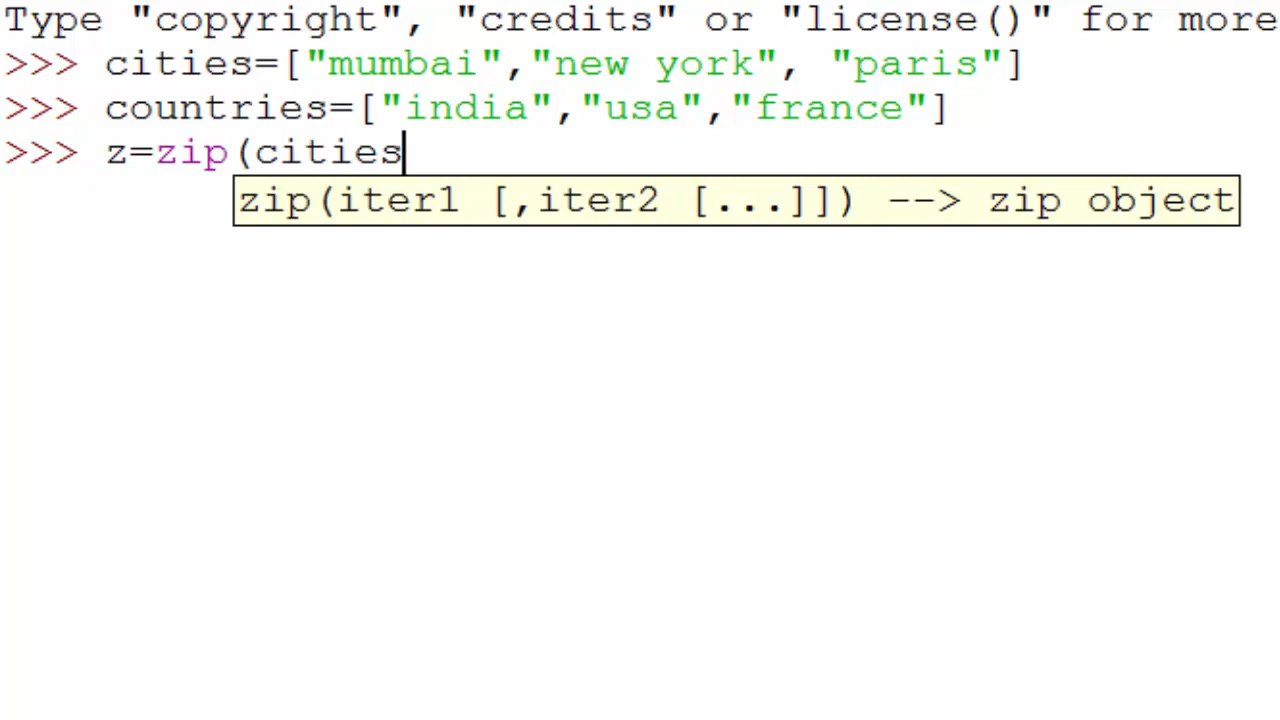 Type "copyright", "credits" or "license()" for more
>>> cities=["mumbai","new york", "paris"]
>>> countries=["india","usa","france"]
>>> z=zip(cities
zip(iter1 [,iter2 [...]]) --> zip object